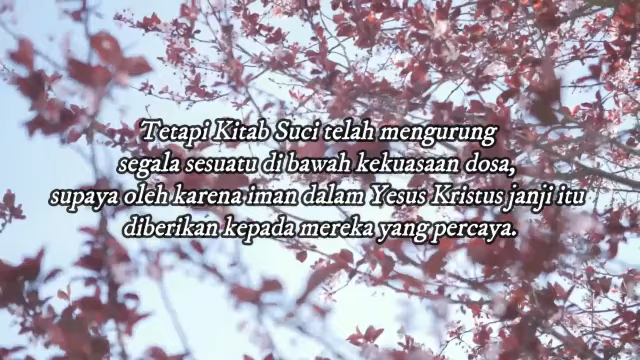 Tetapi Kitab Suci telah mengurung
segala sesuatu di bawah kekuasaan dosa,
supaya oleh karena iman dalam Yesus Kristus janji itu
diberikan kepada mereka yang percaya.